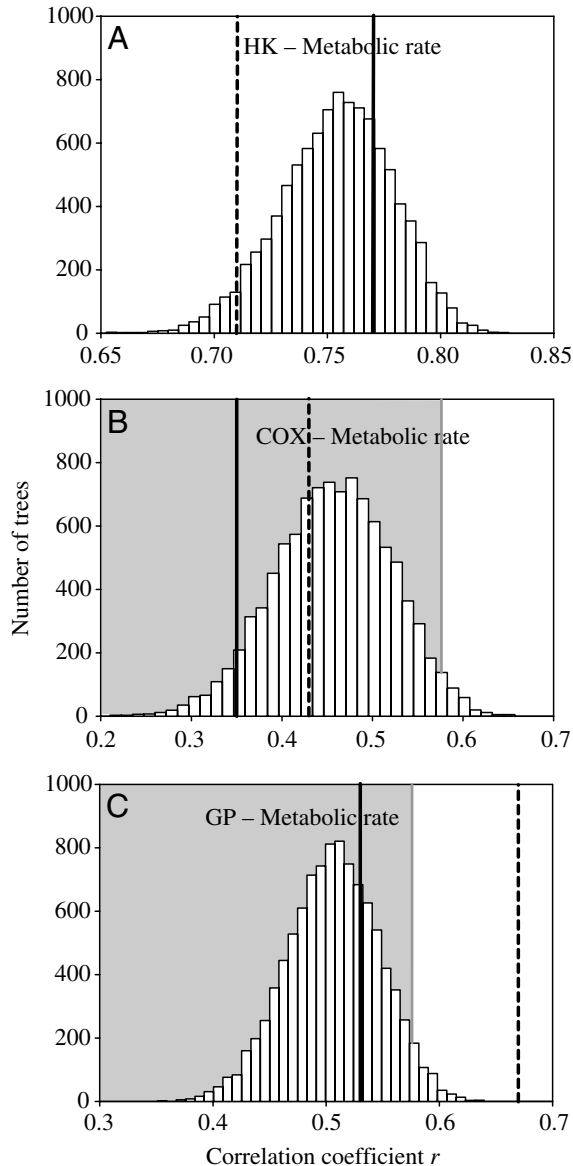 1000
A
HK – Metabolic rate
800
600
400
200
0
0.65 0.70 0.75 0.80 0.85
1000
B
COX – Metabolic rate
800
600
400
200
0
0.2 0.3 0.4 0.5 0.6 0.7
Number of trees
1000
C
GP – Metabolic rate
800
600
400
200
0
0.3 0.4 0.5 0.6 0.7
Correlation coefficient r